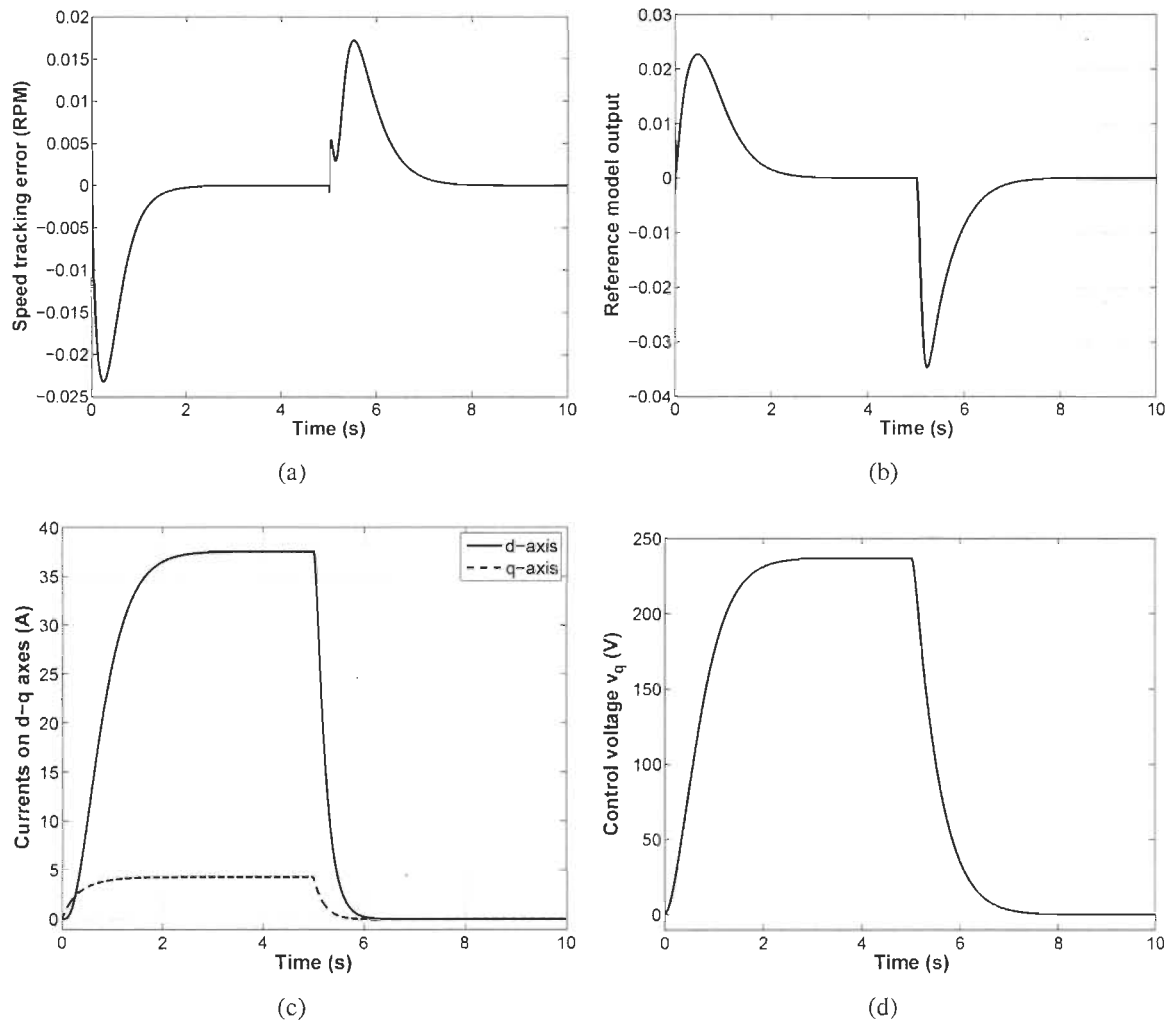 0.02
0.015
0.01
0.005
0
−0.005
−0.01
−0.015
−0.02
−0.025
Speed tracking error (RPM)
0 2 4 6 8 10
Time (s)
(a)
0.03
0.02
0.01
0
−0.01
−0.02
−0.03
−0.04
Reference model output
0 2 4 6 8 10
Time (s)
(b)
40
35
30
25
20
15
10
5
0
Currents on d−q axes (A)
d−axis
q−axis
0 2 4 6 8 10
Time (s)
(c)
250
200
150
100
50
0
Control voltage vq (V)
0 2 4 6 8 10
Time (s)
(d)